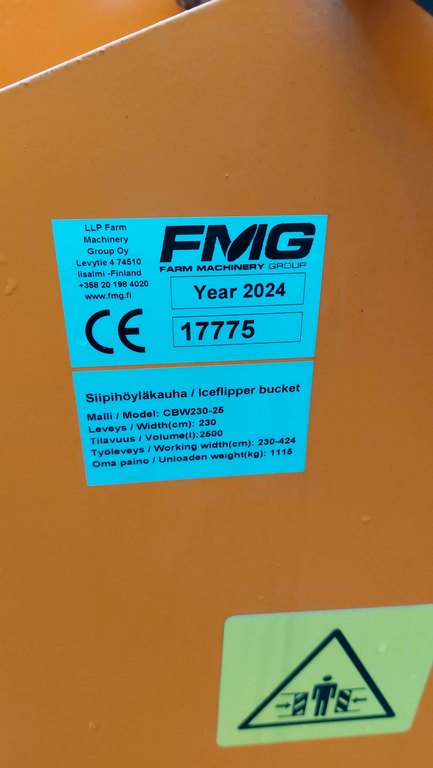 LLP Farm
Machinery
Group Oy
Levytie 4 74510
Iisalmi -Finland
+358 20 198 4020
www.fmg.fi
FMG
FARM MACHINERY GROUP
Year 2024
CE
17775
Siipihöyläkauha / Iceflipper bucket
Malli / Model: CBW230-25
Leveys / Width(cm): 230
Tilavuus / Volume(l):2500
Työleveys / Working width(cm): 230-424
Oma paino / Unloaden weight(kg): 1115